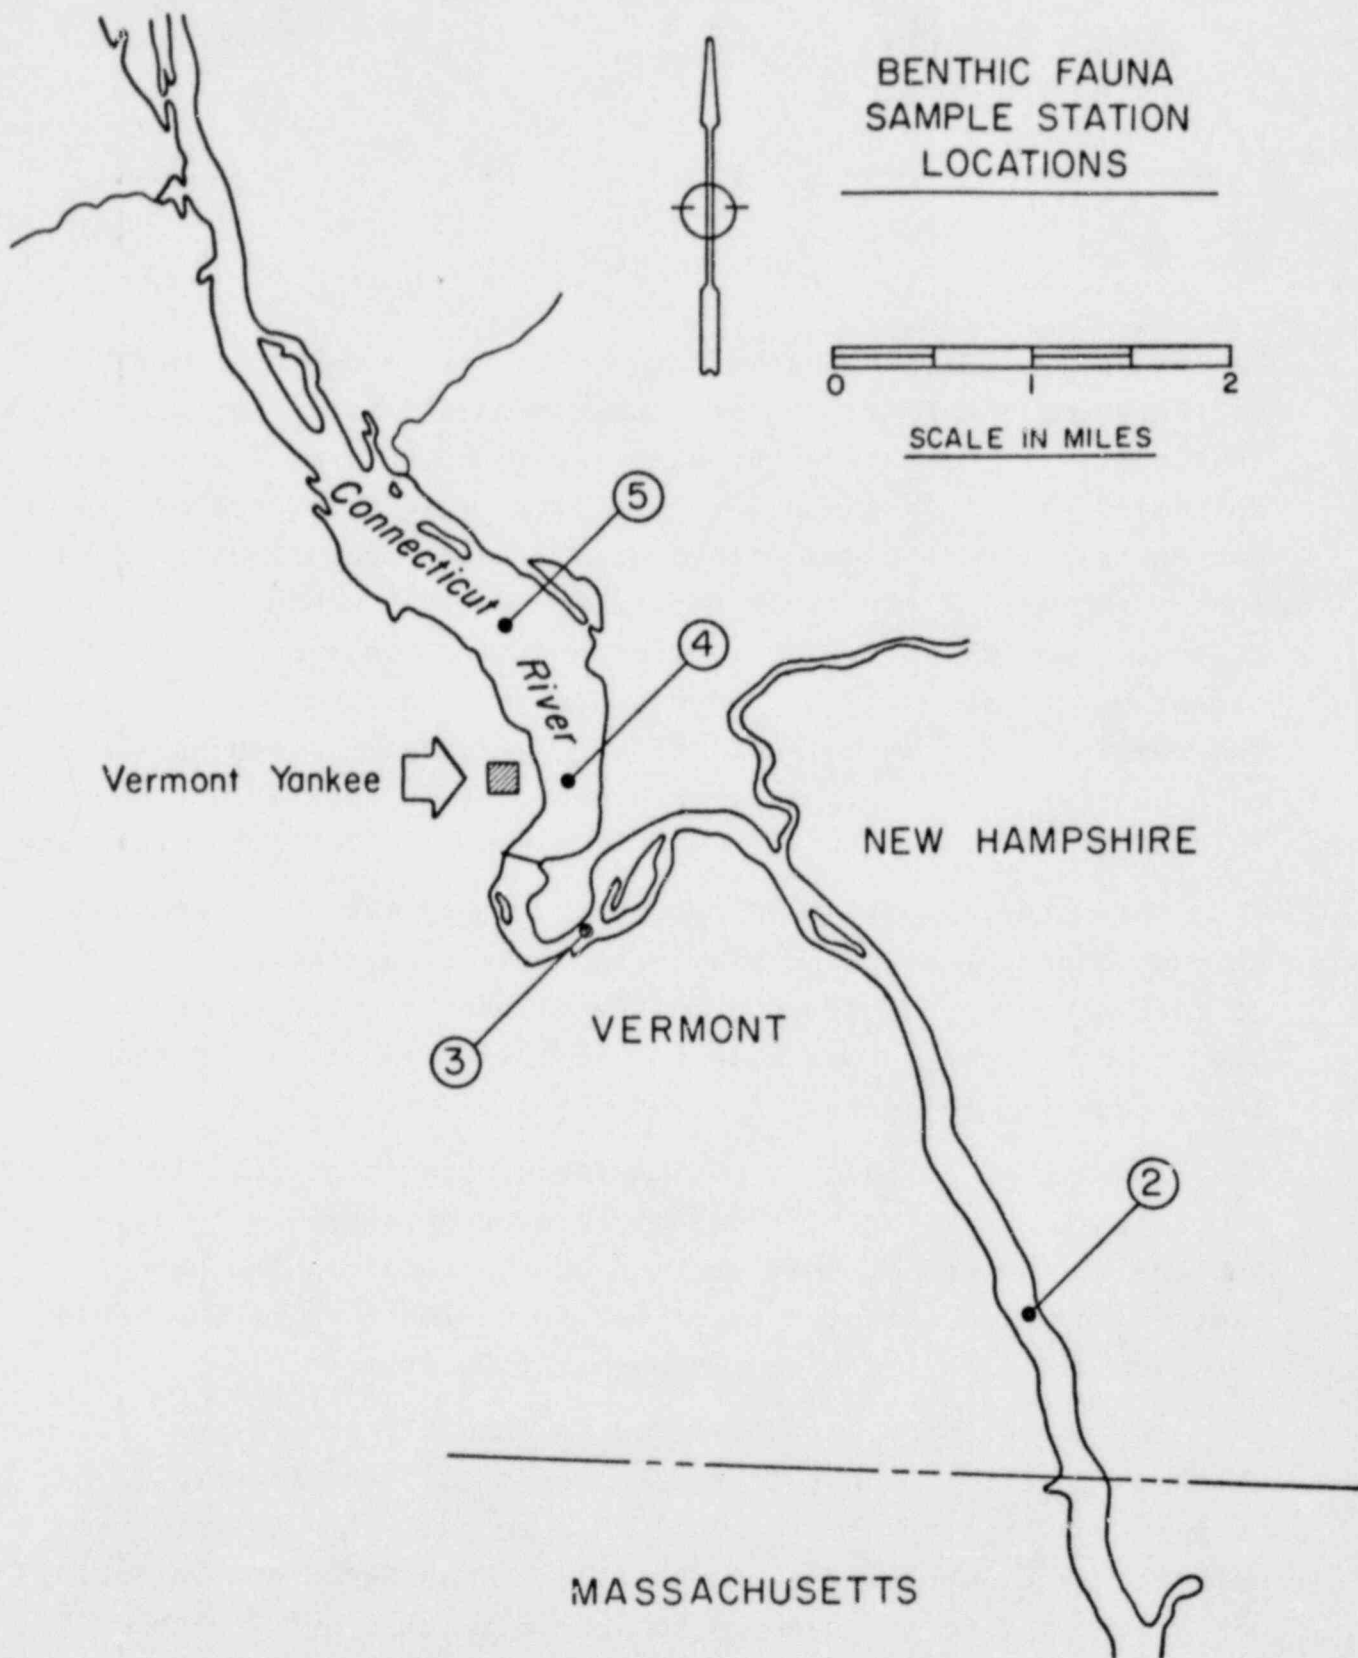 BENTHIC FAUNA
SAMPLE STATION
LOCATIONS
0 1 2
SCALE IN MILES
Connecticut River
5
4
Vermont Yankee
NEW HAMPSHIRE
VERMONT
3
2
MASSACHUSETTS